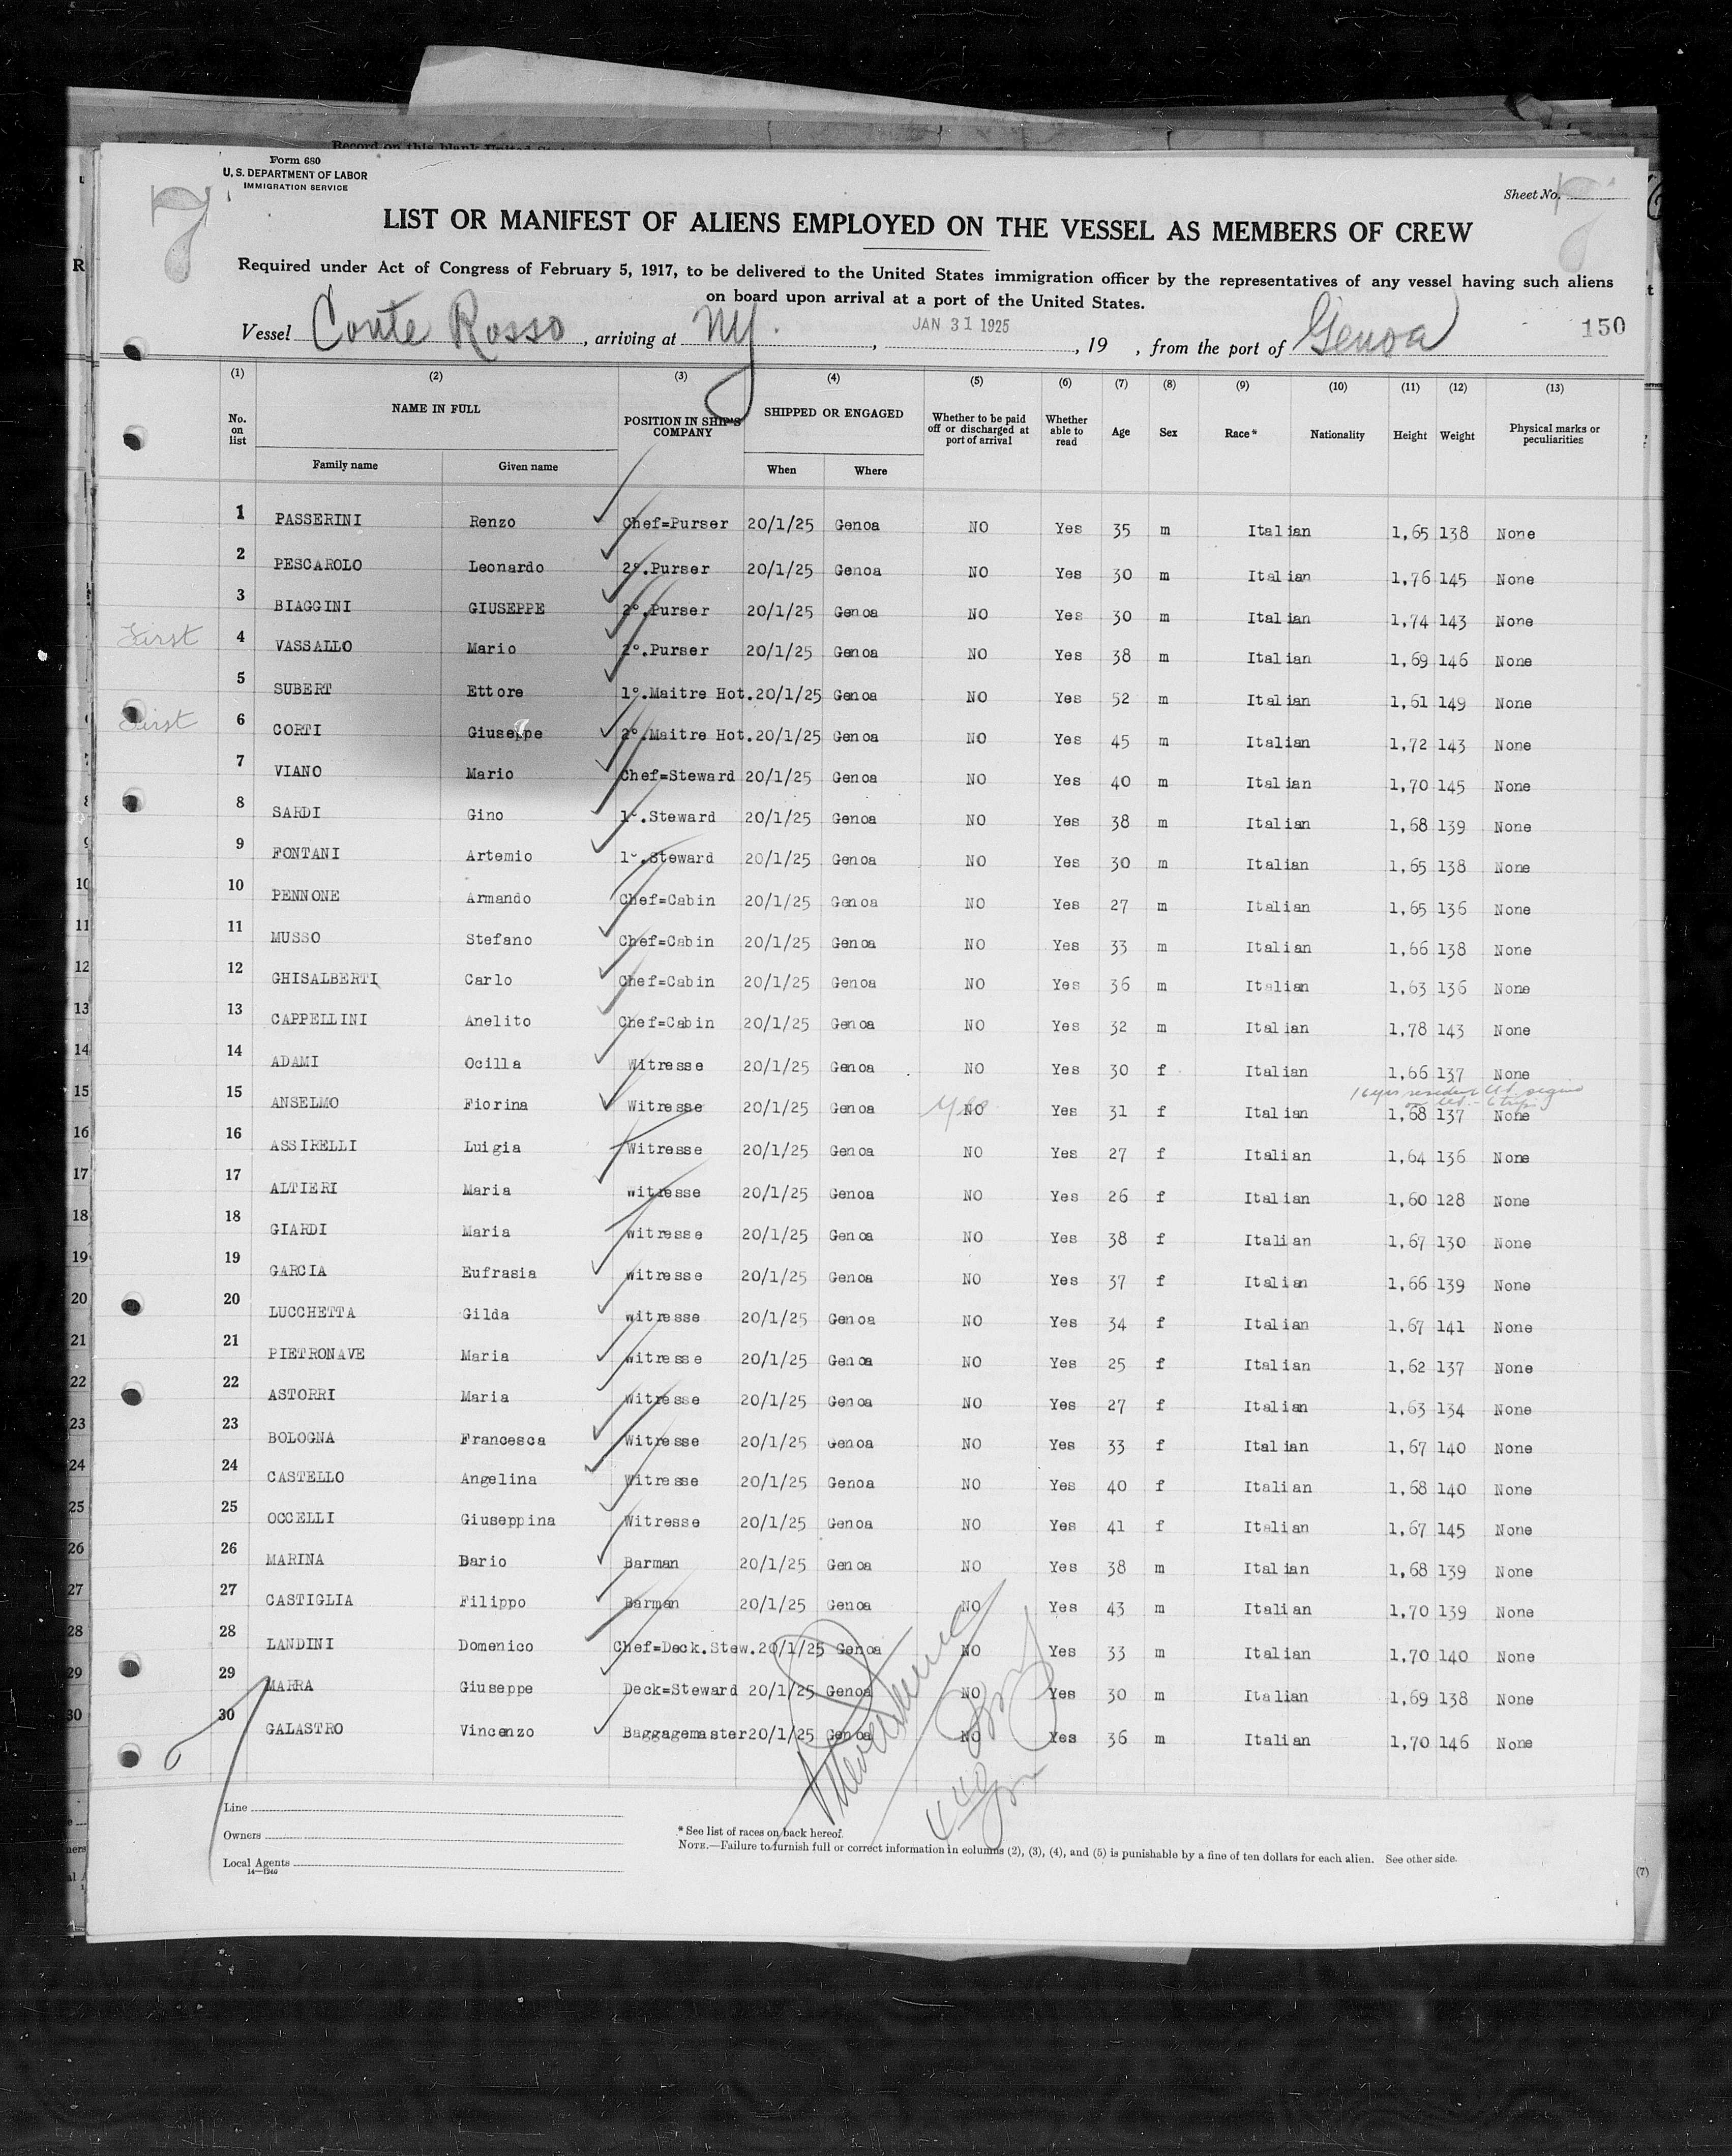 Form 680
U. S. DEPARTMENT OF LABOR
IMMIGRATION SERVICE
7
Sheet No. 7
LIST OR MANIFEST OF ALIENS EMPLOYED ON THE VESSEL AS MEMBERS OF CREW
Required under Act of Congress of February 5, 1917, to be delivered to the United States immigration officer by the representatives of any vessel having such aliens
on board upon arrival at a port of the United States.
Vessel Conte Rosso, arriving at NY., JAN 31 1925, 19 , from the port of Genoa 150
(1) (2) (3) (4) (5) (6) (7) (8) (9) (10) (11) (12) (13)
No. on list NAME IN FULL Family name Given name POSITION IN SHIP'S COMPANY SHIPPED OR ENGAGED When Where Whether to be paid off or discharged at port of arrival Whether able to read Age Sex Race* Nationality Height Weight Physical marks or peculiarities
1 PASSERINI Renzo Chef=Purser 20/1/25 Genoa NO Yes 35 m Italian 1,65 138 None
2 PESCAROLO Leonardo 2°.Purser 20/1/25 Genoa NO Yes 30 m Italian 1,76 145 None
3 BIAGGINI GIUSEPPE 2°.Purser 20/1/25 Genoa NO Yes 30 m Italian 1,74 143 None
First 4 VASSALLO Mario 2°.Purser 20/1/25 Genoa NO Yes 38 m Italian 1,69 146 None
5 SUBERT Ettore 1°.Maitre Hot. 20/1/25 Genoa NO Yes 52 m Italian 1,61 149 None
First 6 CORTI Giuseppe 2°.Maitre Hot. 20/1/25 Genoa NO Yes 45 m Italian 1,72 143 None
7 VIANO Mario Chef=Steward 20/1/25 Genoa NO Yes 40 m Italian 1,70 145 None
8 SARDI Gino 1°.Steward 20/1/25 Genoa NO Yes 38 m Italian 1,68 139 None
9 FONTANI Artemio 1°.Steward 20/1/25 Genoa NO Yes 30 m Italian 1,65 138 None
10 PENNONE Armando Chef=Cabin 20/1/25 Genoa NO Yes 27 m Italian 1,65 136 None
11 MUSSO Stefano Chef=Cabin 20/1/25 Genoa NO Yes 33 m Italian 1,66 138 None
12 GHISALBERTI Carlo Chef=Cabin 20/1/25 Genoa NO Yes 36 m Italian 1,63 136 None
13 CAPPELLINI Anelito Chef=Cabin 20/1/25 Genoa NO Yes 32 m Italian 1,78 143 None
14 ADAMI Ocilla Witresse 20/1/25 Genoa NO Yes 30 f Italian 1,66 137 None
15 ANSELMO Fiorina Witresse 20/1/25 Genoa yes NO Yes 31 f Italian 1,68 137 None
16 ASSIRELLI Luigia Witresse 20/1/25 Genoa NO Yes 27 f Italian 1,64 136 None
17 ALTIERI Maria witresse 20/1/25 Genoa NO Yes 26 f Italian 1,60 128 None
18 GIARDI Maria witresse 20/1/25 Genoa NO Yes 38 f Italian 1,67 130 None
19 GARCIA Eufrasia witresse 20/1/25 Genoa NO Yes 37 f Italian 1,66 139 None
20 LUCCHETTA Gilda witresse 20/1/25 Genoa NO Yes 34 f Italian 1,67 141 None
21 PIETRONAVE Maria witresse 20/1/25 Genoa NO Yes 25 f Italian 1,62 137 None
22 ASTORRI Maria witresse 20/1/25 Genoa NO Yes 27 f Italian 1,63 134 None
23 BOLOGNA Francesca Witresse 20/1/25 Genoa NO Yes 33 f Italian 1,67 140 None
24 CASTELLO Angelina Witresse 20/1/25 Genoa NO Yes 40 f Italian 1,68 140 None
25 OCCELLI Giuseppina Witresse 20/1/25 Genoa NO Yes 41 f Italian 1,67 145 None
26 MARINA Dario Barman 20/1/25 Genoa NO Yes 38 m Italian 1,68 139 None
27 CASTIGLIA Filippo Barman 20/1/25 Genoa NO Yes 43 m Italian 1,70 139 None
28 LANDINI Domenico Chef=Deck.Stew. 20/1/25 Genoa NO Yes 33 m Italian 1,70 140 None
29 MARRA Giuseppe Deck=Steward 20/1/25 Genoa NO Yes 30 m Italian 1,69 138 None
30 GALASTRO Vincenzo Baggagemaster 20/1/25 Genoa NO Yes 36 m Italian 1,70 146 None
Line
Owners
Local Agents
14—1240
* See list of races on back hereof.
NOTE.—Failure to furnish full or correct information in columns (2), (3), (4), and (5) is punishable by a fine of ten dollars for each alien. See other side.
(7)